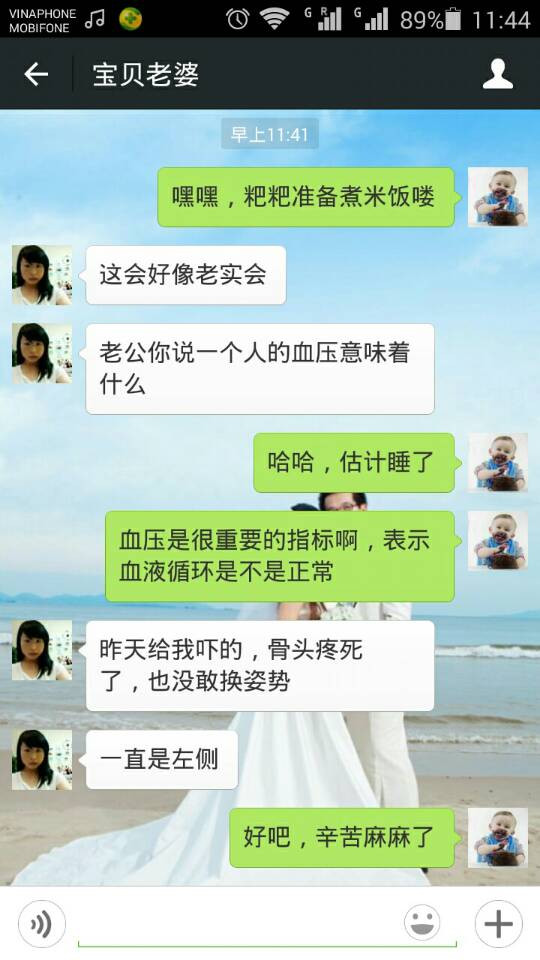 VINAPHONE
MOBIFONE
G R G 89% 11:44
宝贝老婆
早上11:41
嘿嘿，粑粑准备煮米饭喽
这会好像老实会
老公你说一个人的血压意味着
什么
哈哈，估计睡了
血压是很重要的指标啊，表示
血液循环是不是正常
昨天给我吓的，骨头疼死
了，也没敢换姿势
一直是左侧
好吧，辛苦麻麻了